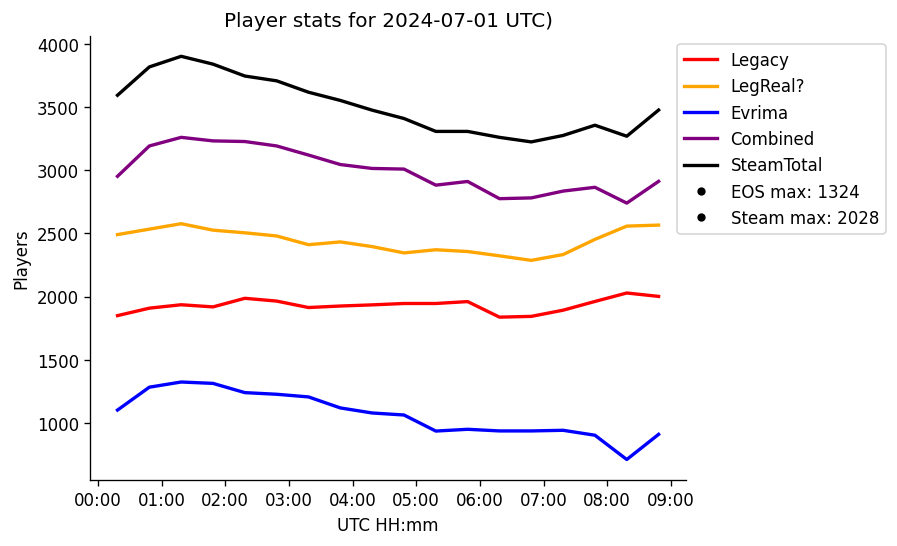 Player stats for 2024-07-01 UTC)
4000
3500
3000
2500
2000
1500
1000
Players
00:00 01:00 02:00 03:00 04:00 05:00 06:00 07:00 08:00 09:00
UTC HH:mm
Legacy
LegReal?
Evrima
Combined
SteamTotal
EOS max: 1324
Steam max: 2028